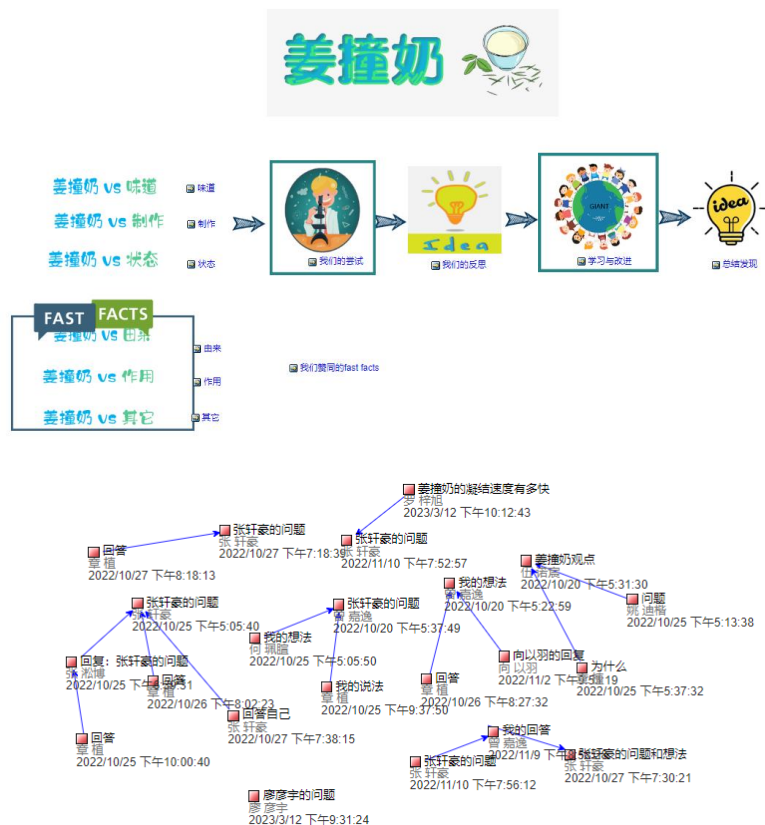 姜撞奶
姜撞奶 vs 味道
味道
姜撞奶 vs 制作
制作
姜撞奶 vs 状态
状态
我们的尝试
Idea
我们的反思
GIANT
学习与改进
idea
总结发现
FAST FACTS
姜撞奶 vs 由来
由来
姜撞奶 vs 作用
作用
姜撞奶 vs 其它
其它
我们赞同的fast facts
姜撞奶的凝结速度有多快
罗 梓旭
2023/3/12 下午10:12:43
张轩豪的问题
张 轩豪
2022/10/27 下午7:18:39
回答
章 植
2022/10/27 下午8:18:13
张轩豪的问题
张 轩豪
2022/11/10 下午7:52:57
姜撞奶观点
2022/10/20 下午5:31:30
我的想法
曾 嘉逸
2022/10/20 下午5:22:59
问题
姚 迪楷
2022/10/25 下午5:13:38
张轩豪的问题
张 轩豪
2022/10/25 下午5:05:40
张轩豪的问题
曾 嘉逸
2022/10/20 下午5:37:49
我的想法
何 珮瑄
2022/10/25 下午5:05:50
向以羽的回复
向 以羽
2022/11/2
为什么
2022/10/25 下午5:37:32
回复：张轩豪的问题
张 淞博
2022/10/25
回答
章 植
2022/10/26 下午8:02:23
我的说法
章 植
2022/10/25 下午9:37:50
回答
章 植
2022/10/26 下午8:27:32
回答自己
张 轩豪
2022/10/27 下午7:38:15
回答
章 植
2022/10/25 下午10:00:40
我的回答
曾 嘉逸
2022/11/9
张轩豪的问题和想法
张 轩豪
2022/10/27 下午7:30:21
张轩豪的问题
张 轩豪
2022/11/10 下午7:56:12
廖彦宇的问题
廖 彦宇
2023/3/12 下午9:31:24